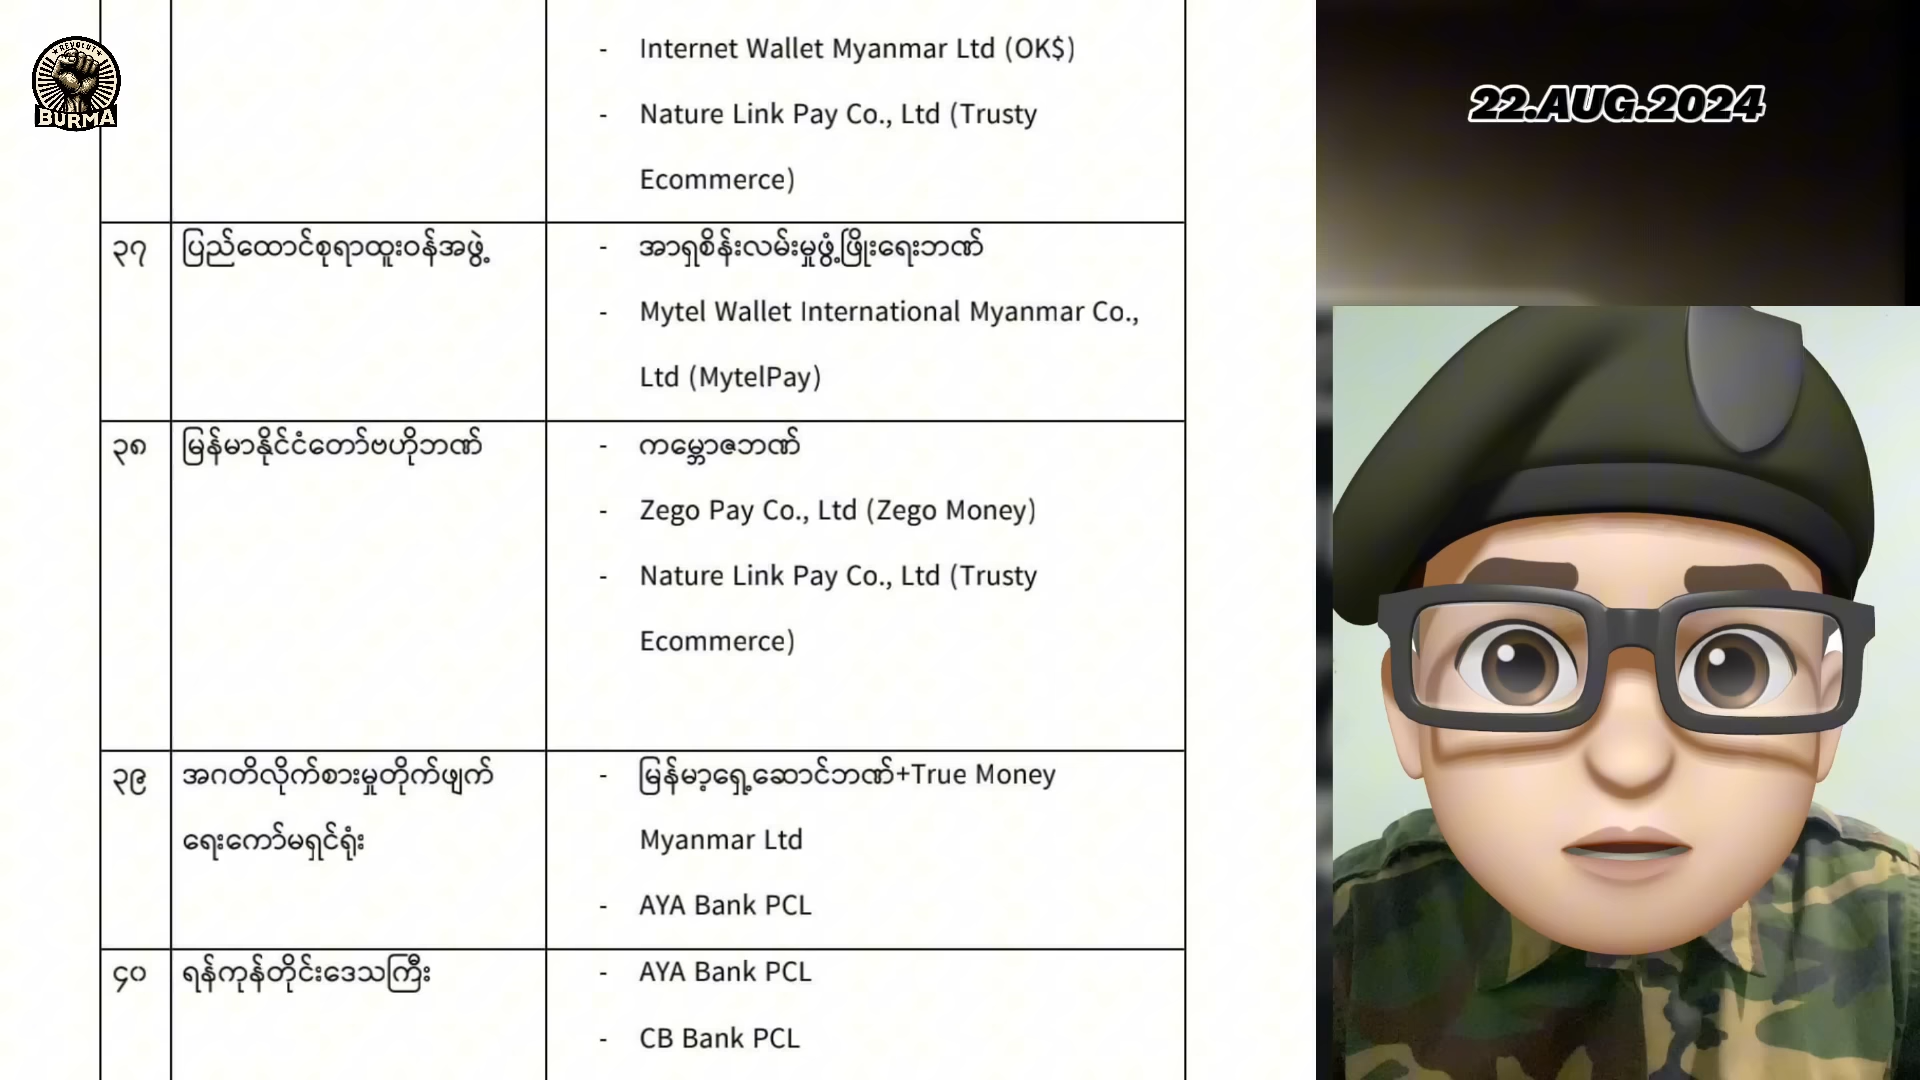 REVOLUT
BURMA
22.AUG.2024
- Internet Wallet Myanmar Ltd (OK$)
- Nature Link Pay Co., Ltd (Trusty
Ecommerce)
၃၇ ပြည်ထောင်စုရာထူးဝန်အဖွဲ့ - အာရှစိန်းလမ်းမှုဖွံ့ဖြိုးရေးဘဏ်
- Mytel Wallet International Myanmar Co.,
Ltd (MytelPay)
၃၈ မြန်မာနိုင်ငံတော်ဗဟိုဘဏ် - ကမ္ဘောဇဘဏ်
- Zego Pay Co., Ltd (Zego Money)
- Nature Link Pay Co., Ltd (Trusty
Ecommerce)
၃၉ အဂတိလိုက်စားမှုတိုက်ဖျက် - မြန်မာ့ရှေ့ဆောင်ဘဏ်+True Money
ရေးကော်မရှင်ရုံး Myanmar Ltd
- AYA Bank PCL
၄၀ ရန်ကုန်တိုင်းဒေသကြီး - AYA Bank PCL
- CB Bank PCL